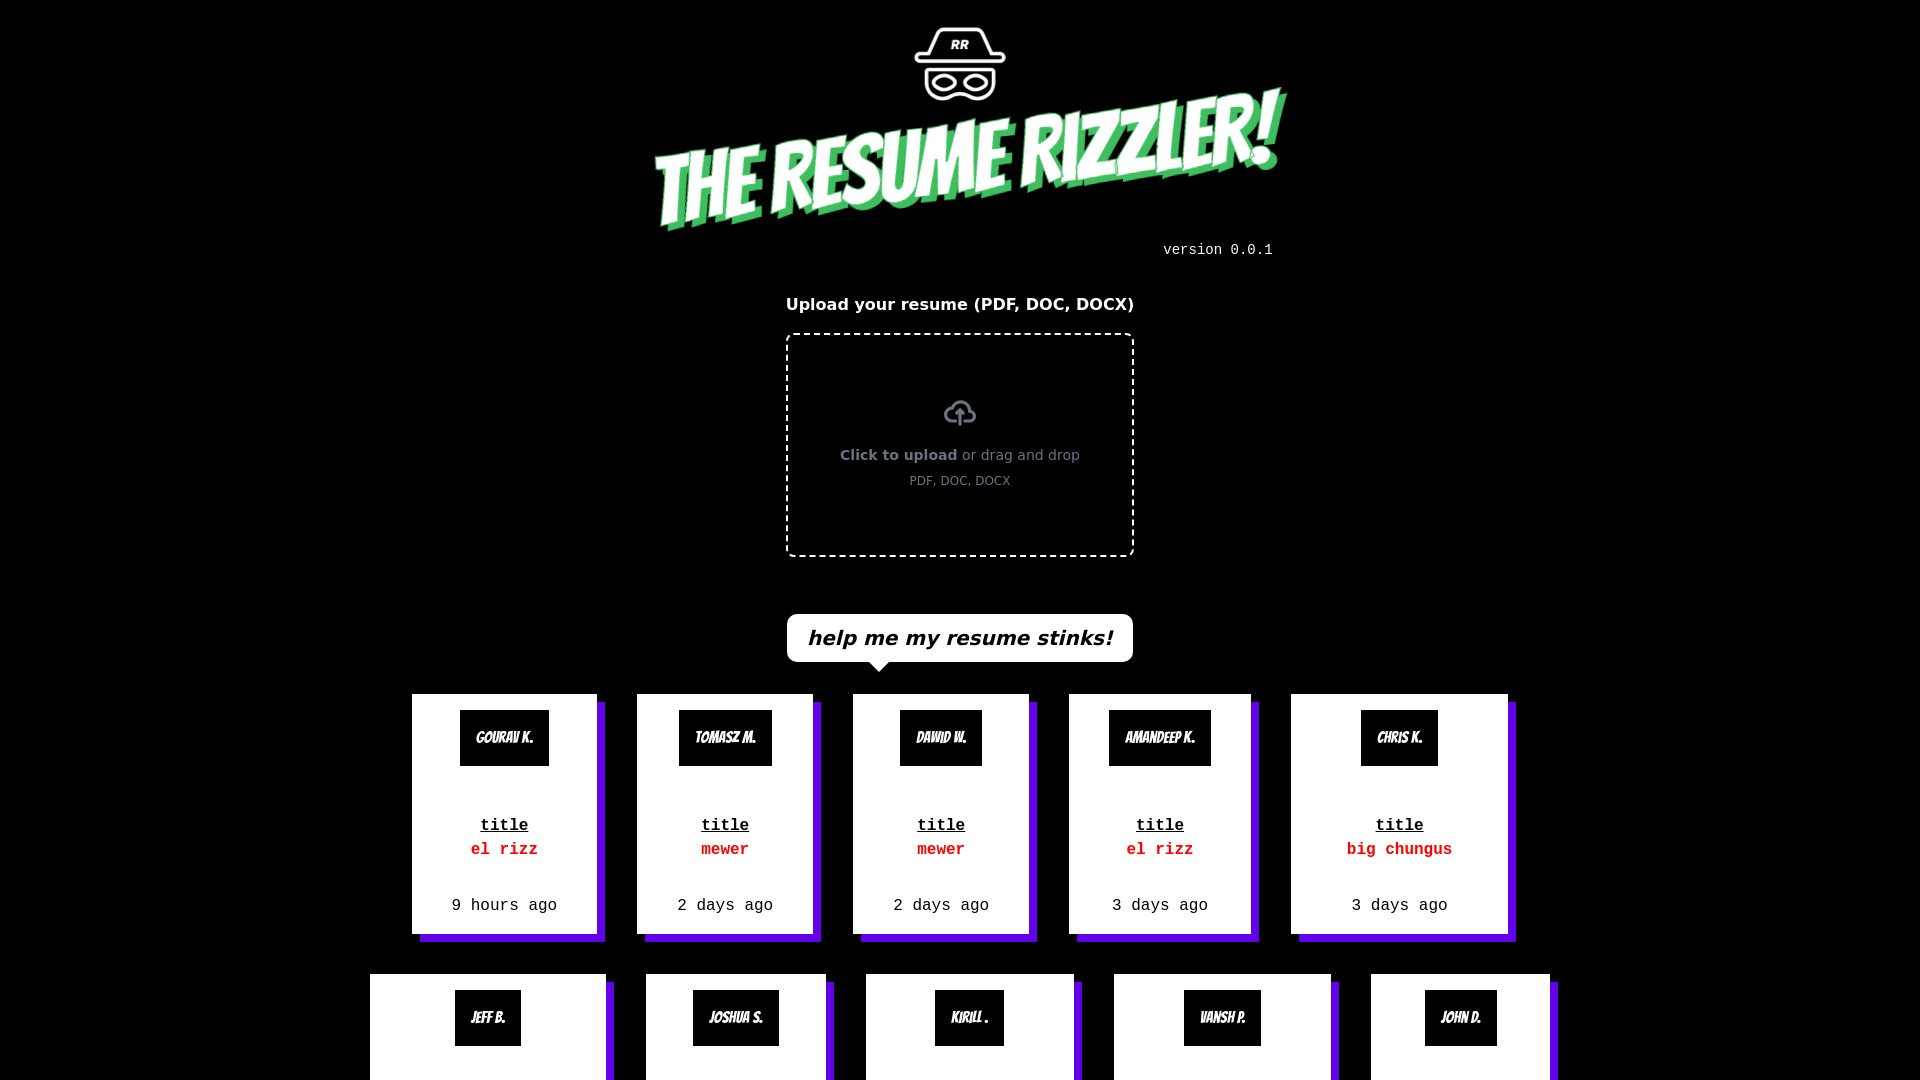 RR
THE RESUME RIZZLER!
version 0.0.1
Upload your resume (PDF, DOC, DOCX)
Click to upload or drag and drop
PDF, DOC, DOCX
help me my resume stinks!
GOURAV K.
title
el rizz
9 hours ago
TOMASZ M.
title
mewer
2 days ago
DAWID W.
title
mewer
2 days ago
AMANDEEP K.
title
el rizz
3 days ago
CHRIS K.
title
big chungus
3 days ago
JEFF B.
JOSHUA S.
KIRILL .
VANSH P.
JOHN D.